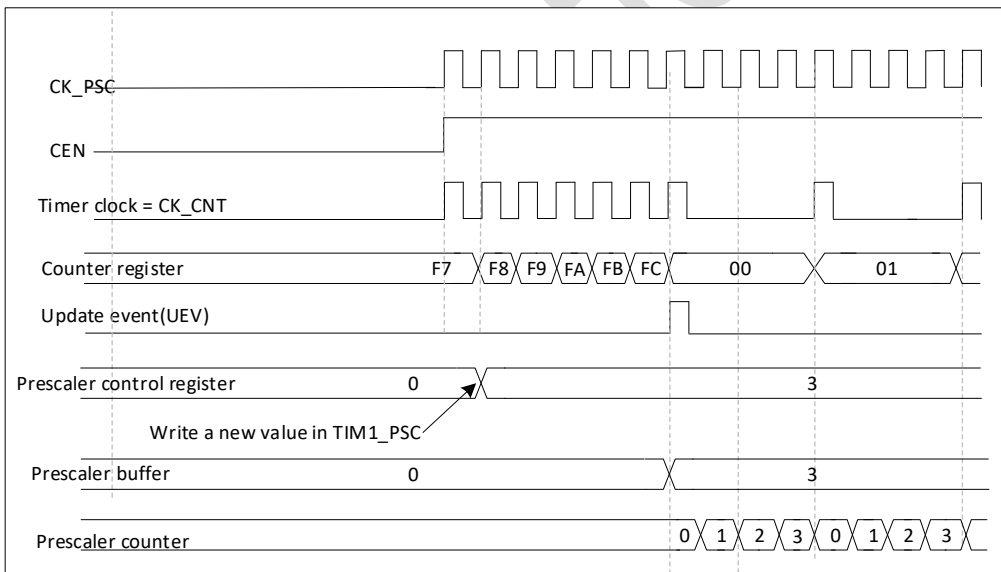 CK_PSC
CEN
Timer clock = CK_CNT
Counter register F7 F8 F9 FA FB FC 00 01
Update event(UEV)
Prescaler control register 0 3
Write a new value in TIM1_PSC
Prescaler buffer 0 3
Prescaler counter 0 1 2 3 0 1 2 3